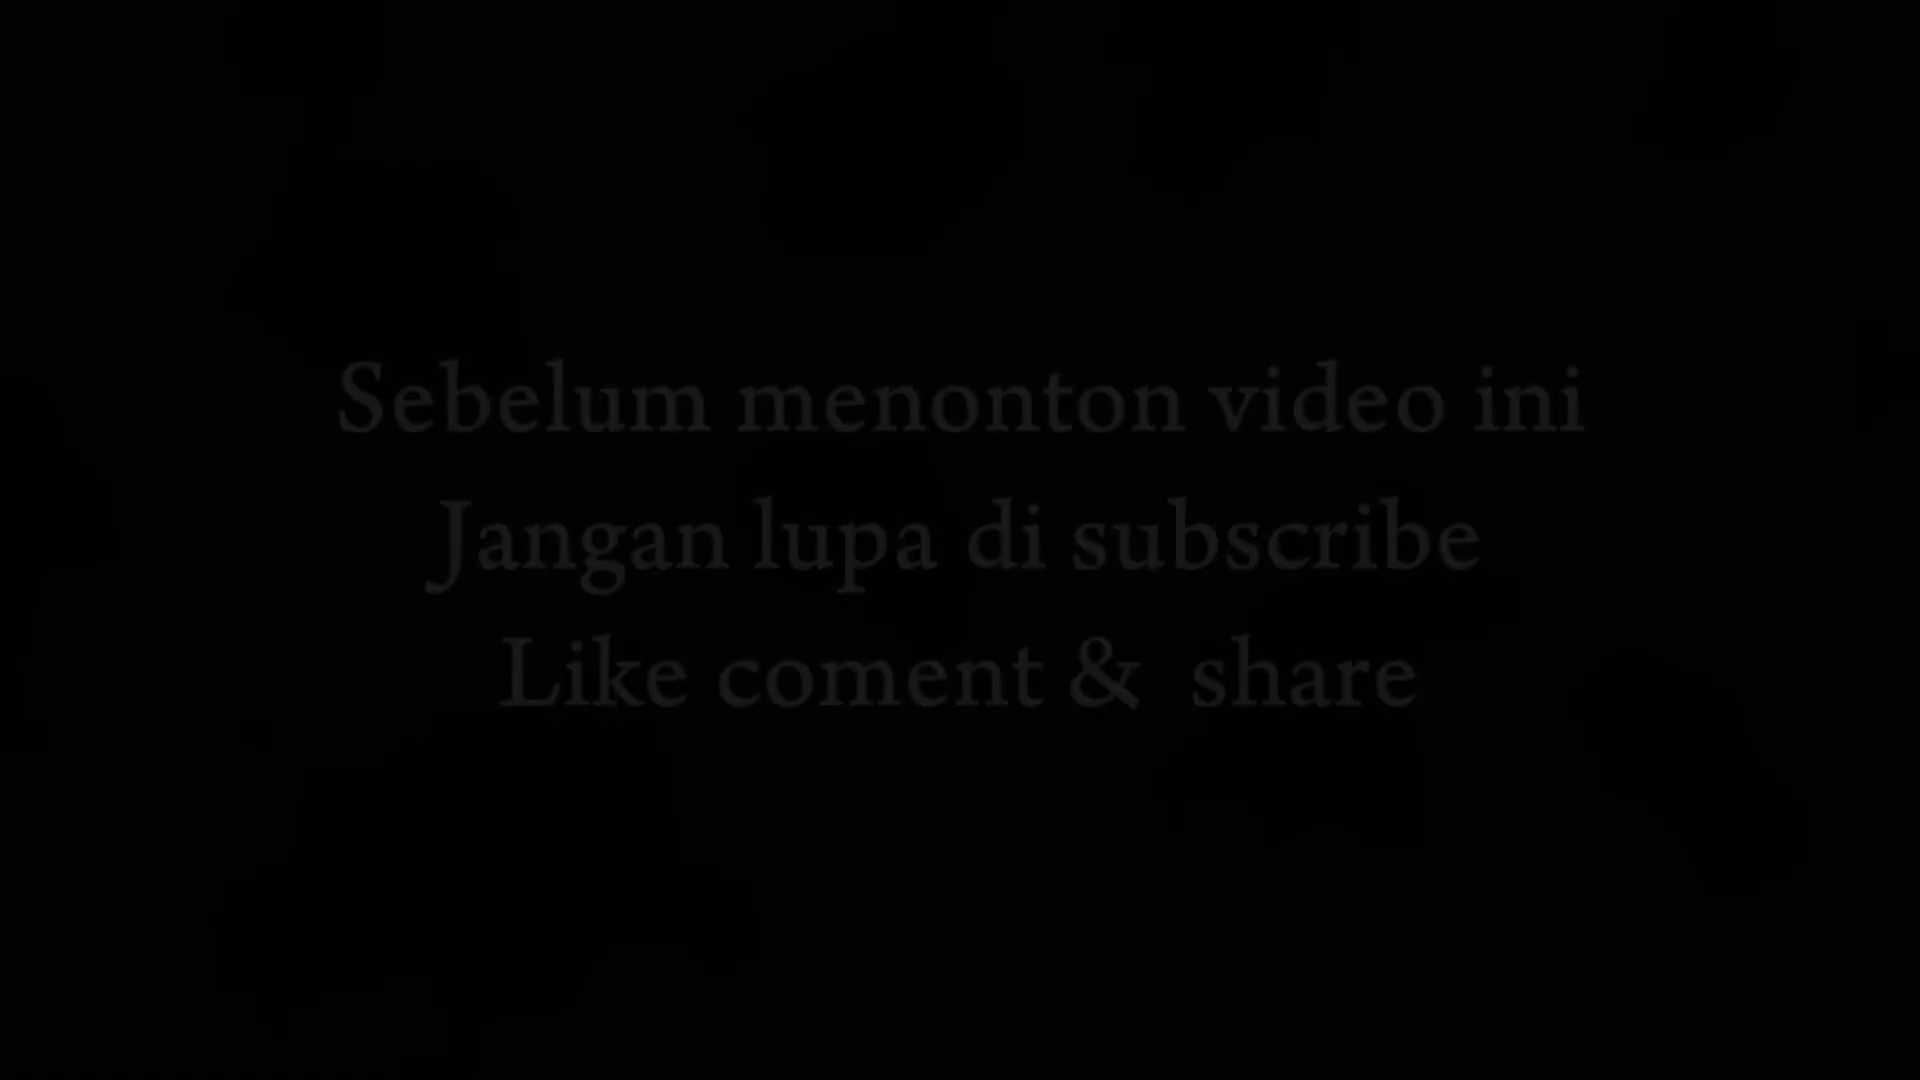 Sebelum menonton video ini
Jangan lupa di subscribe
Like coment & share